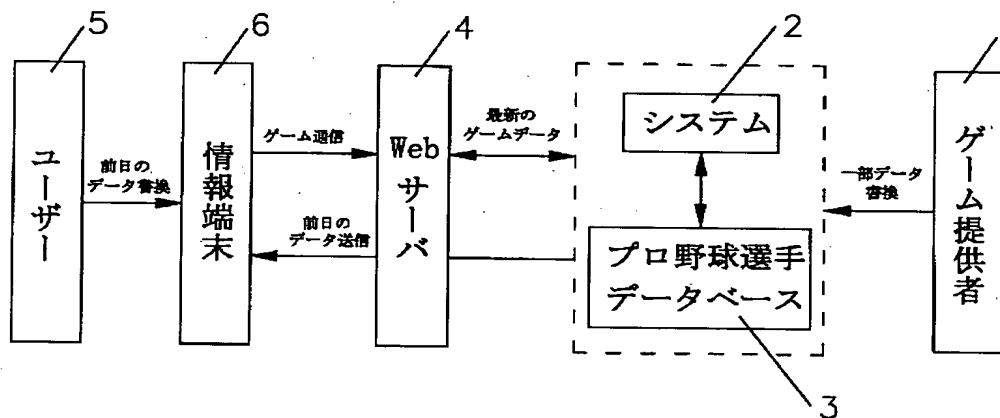 5
6
4
2
ユーザー
前日の
データ書換
情報端末
ゲーム送信
前日の
データ送信
Web
サーバ
最新の
ゲームデータ
システム
プロ野球選手
データベース
3
一部データ
書換
ゲーム提供者